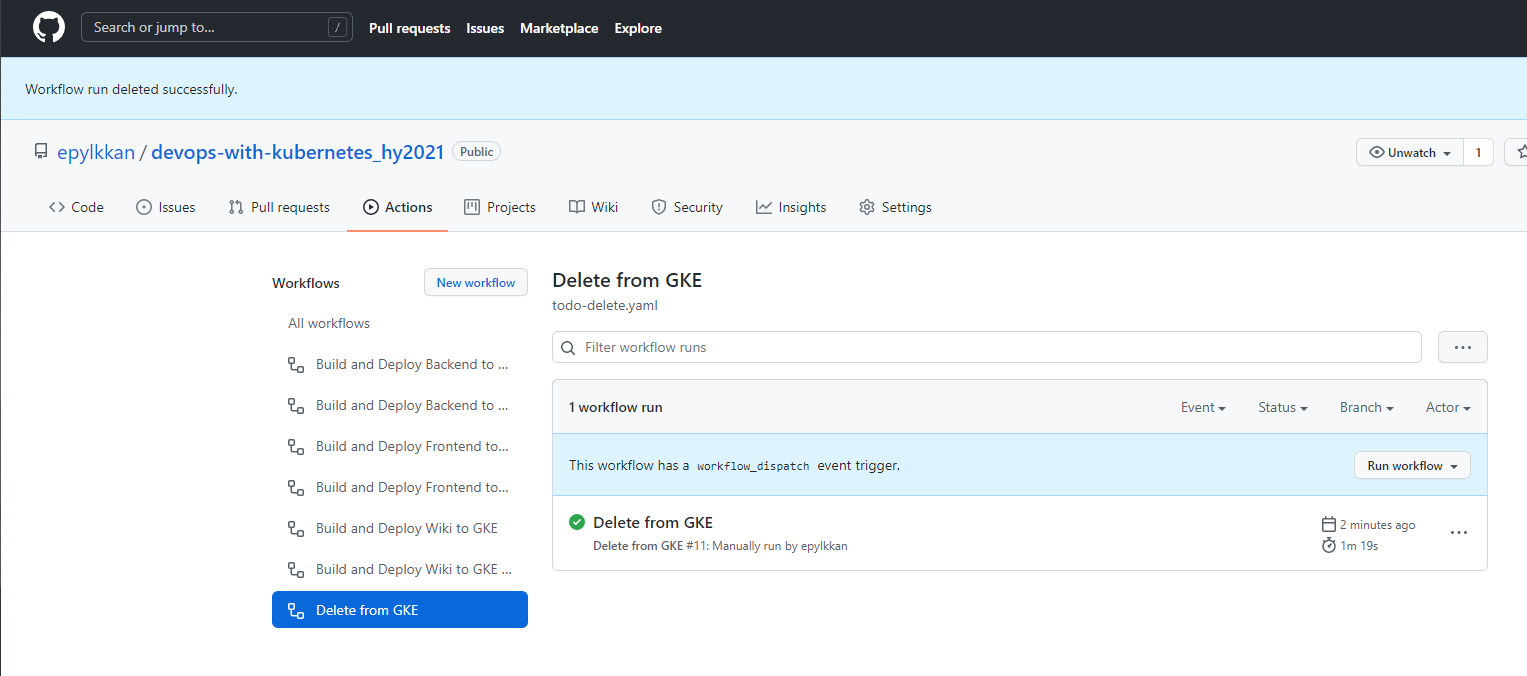 Search or jump to... /
Pull requests Issues Marketplace Explore
Workflow run deleted successfully.
epylkkan / devops-with-kubernetes_hy2021 Public
Unwatch 1
Code Issues Pull requests Actions Projects Wiki Security Insights Settings
Workflows
New workflow
All workflows
Build and Deploy Backend to ...
Build and Deploy Backend to ...
Build and Deploy Frontend to...
Build and Deploy Frontend to...
Build and Deploy Wiki to GKE
Build and Deploy Wiki to GKE ...
Delete from GKE
Delete from GKE
todo-delete.yaml
Filter workflow runs
1 workflow run
Event Status Branch Actor
This workflow has a workflow_dispatch event trigger.
Run workflow
Delete from GKE
2 minutes ago
Delete from GKE #11: Manually run by epylkkan
1m 19s